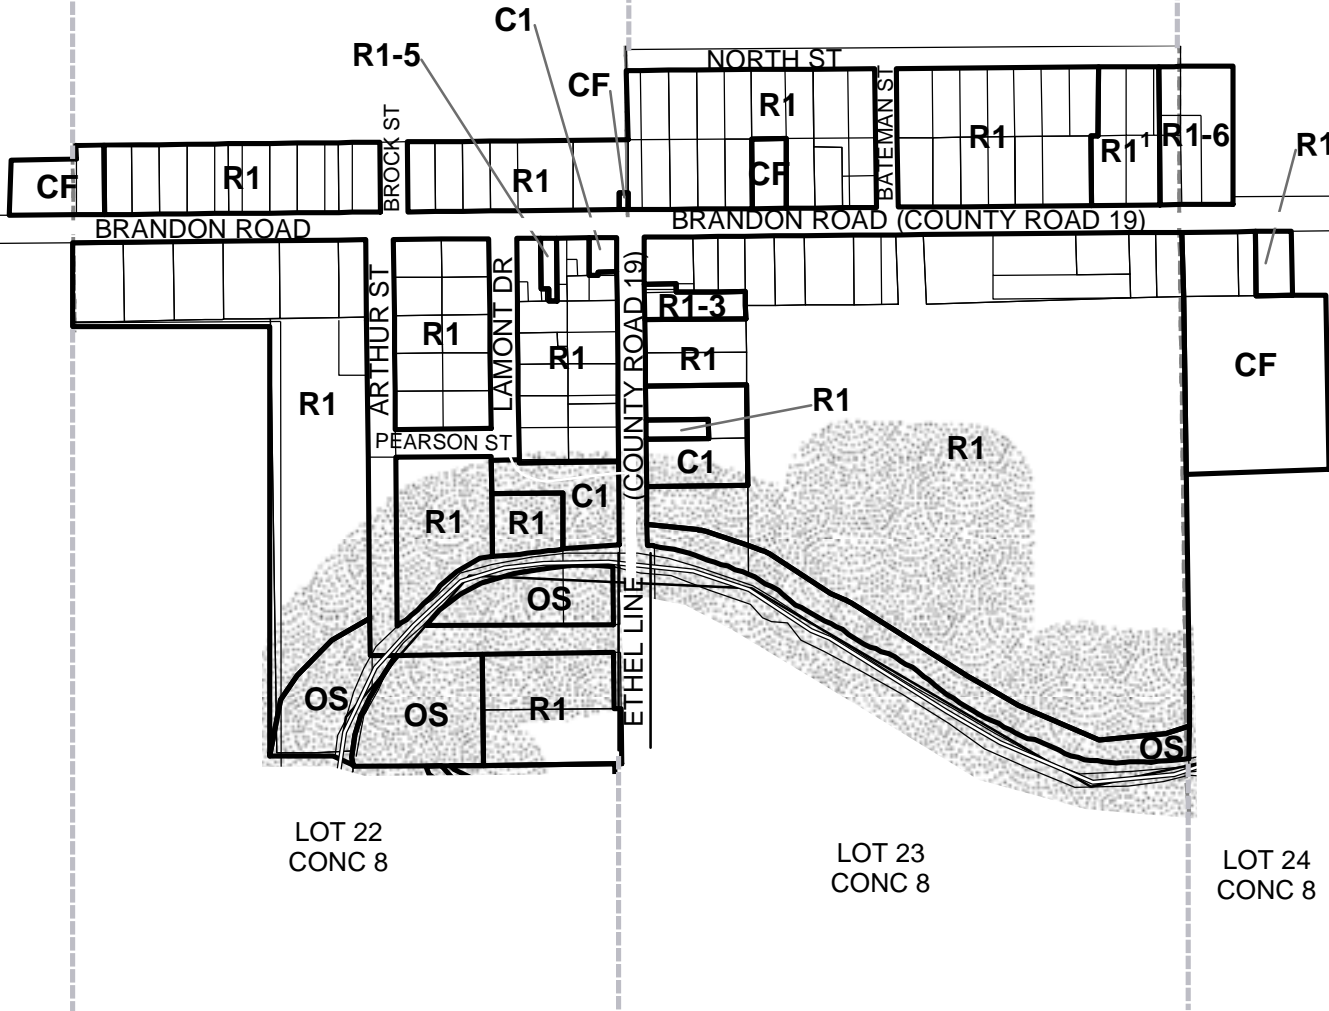 C1
R1-5
CF
NORTH ST
R1
BROCK ST
BATEMAN ST
R1
R1¹
R1-6
R1
CF
R1
R1
CF
BRANDON ROAD
BRANDON ROAD (COUNTY ROAD 19)
ARTHUR ST
LAMONT DR
(COUNTY ROAD 19)
R1-3
R1
R1
R1
CF
R1
R1
PEARSON ST
R1
C1
C1
R1
R1
OS
ETHEL LINE
OS
OS
R1
OS
LOT 22
CONC 8
LOT 23
CONC 8
LOT 24
CONC 8